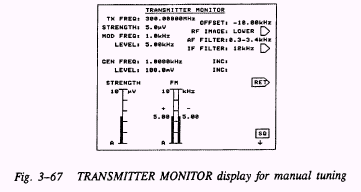 TRANSMITTER MONITOR
TX FREQ: 300.00000MHz OFFSET: -10.00kHz
STRENGTH: 5.0µV RF IMAGE: LOWER
MOD FREQ: 1.0kHz AF FILTER:0.3-3.4kHz
LEVEL: 5.00kHz IF FILTER: 12kHz
GEN FREQ: 1.0000kHz INC:
LEVEL: 100.0mV INC:
STRENGTH FM RET
10 µV 10 kHz
+ -
5.00 5.00
SQ
A A
Fig. 3–67 TRANSMITTER MONITOR display for manual tuning